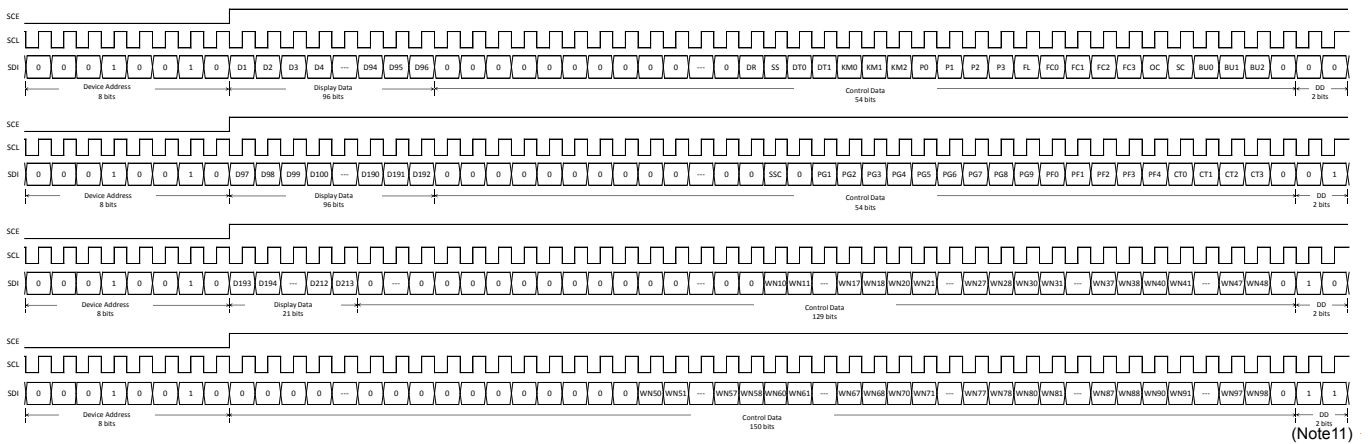 SCE
SCL
SDI 0 0 0 1 0 0 1 0 D1 D2 D3 D4 --- D94 D95 D96 0 0 0 0 0 0 0 0 0 0 --- 0 DR SS DT0 DT1 KM0 KM1 KM2 P0 P1 P2 P3 FL FC0 FC1 FC2 FC3 OC SC BU0 BU1 BU2 0 0 0
Device Address Display Data Control Data DD
8 bits 96 bits 54 bits 2 bits
SCE
SCL
SDI 0 0 0 1 0 0 1 0 D97 D98 D99 D100 --- D190 D191 D192 0 0 0 0 0 0 0 0 0 0 --- 0 0 SSC 0 PG1 PG2 PG3 PG4 PG5 PG6 PG7 PG8 PG9 PF0 PF1 PF2 PF3 PF4 CT0 CT1 CT2 CT3 0 0 1
Device Address Display Data Control Data DD
8 bits 96 bits 54 bits 2 bits
SCE
SCL
SDI 0 0 0 1 0 0 1 0 D193 D194 --- D212 D213 0 --- 0 0 0 0 0 0 0 0 0 0 0 --- 0 0 WN10 WN11 --- WN17 WN18 WN20 WN21 --- WN27 WN28 WN30 WN31 --- WN37 WN38 WN40 WN41 --- WN47 WN48 0 1 0
Device Address Display Data Control Data DD
8 bits 21 bits 129 bits 2 bits
SCE
SCL
SDI 0 0 0 1 0 0 1 0 0 0 0 0 --- 0 0 0 0 0 0 0 0 0 0 0 WN50 WN51 --- WN57 WN58 WN60 WN61 --- WN67 WN68 WN70 WN71 --- WN77 WN78 WN80 WN81 --- WN87 WN88 WN90 WN91 --- WN97 WN98 0 1 1
Device Address Control Data DD
8 bits 150 bits 2 bits
(Note11)